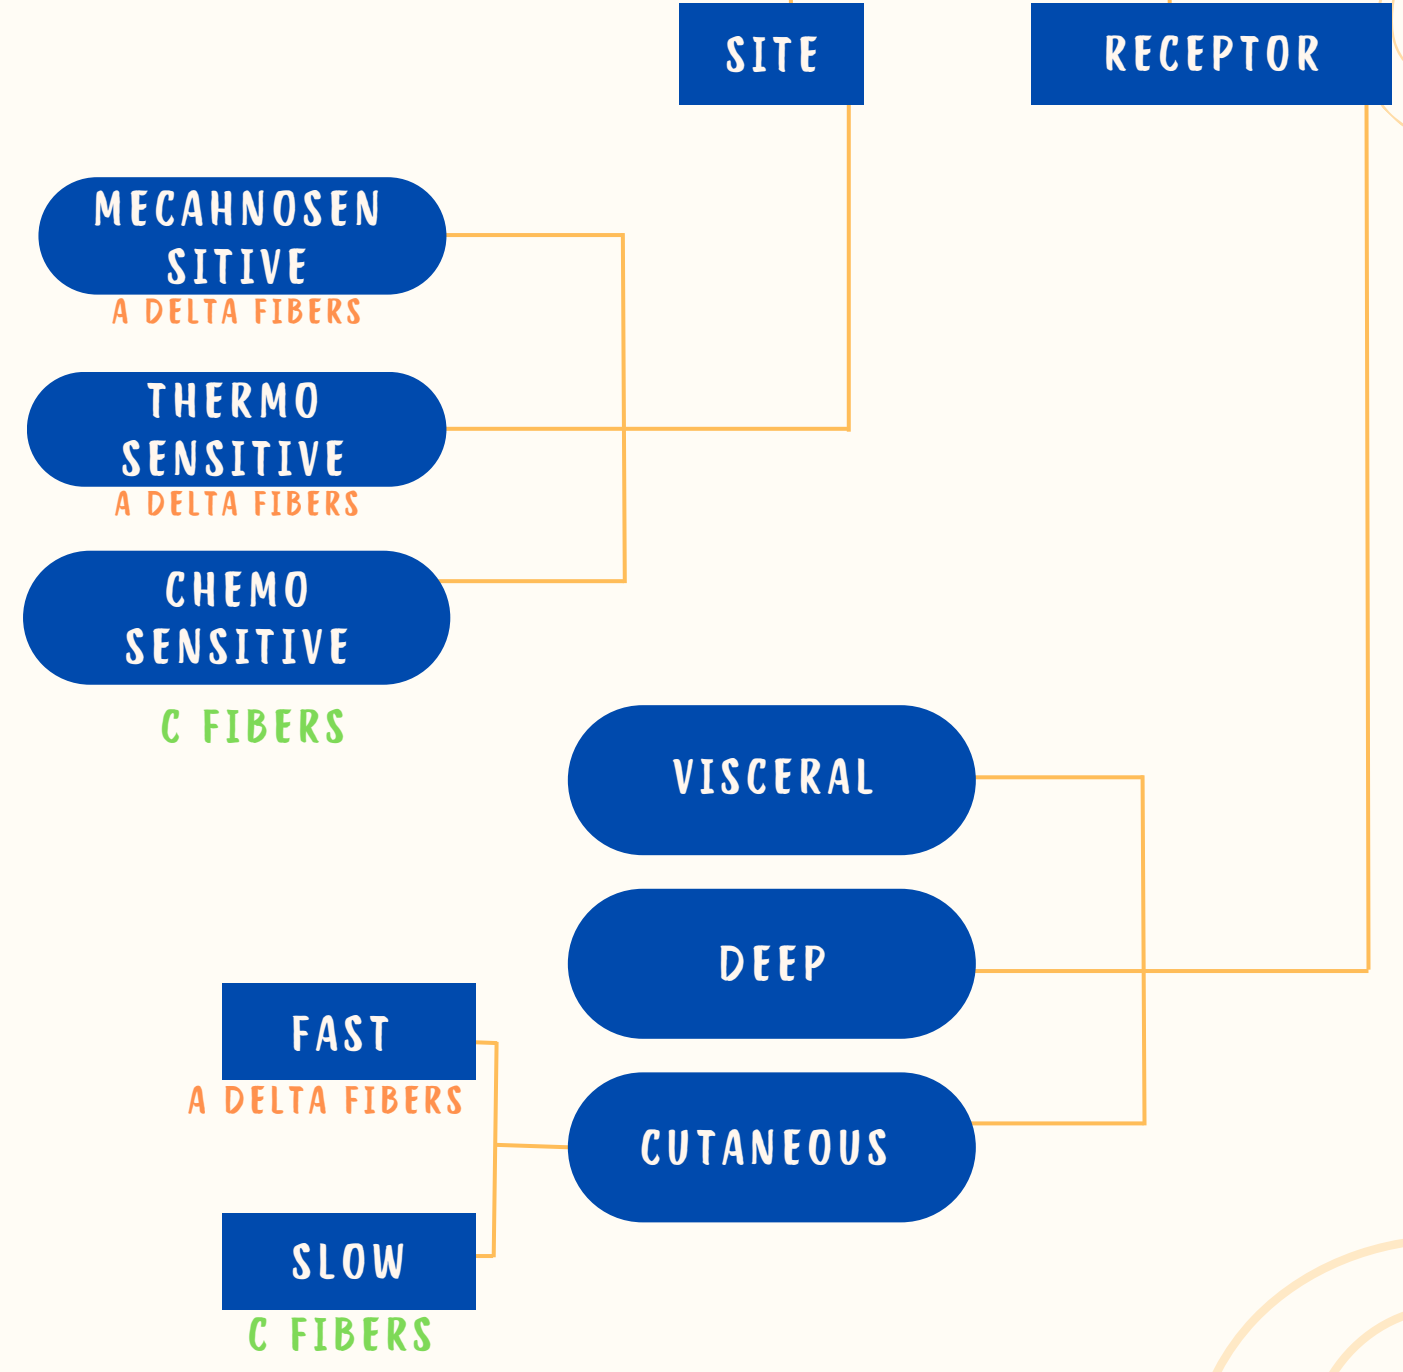 SITE
RECEPTOR
MECAHNOSEN
SITIVE
A DELTA FIBERS
THERMO
SENSITIVE
A DELTA FIBERS
CHEMO
SENSITIVE
C FIBERS
VISCERAL
DEEP
CUTANEOUS
FAST
A DELTA FIBERS
SLOW
C FIBERS